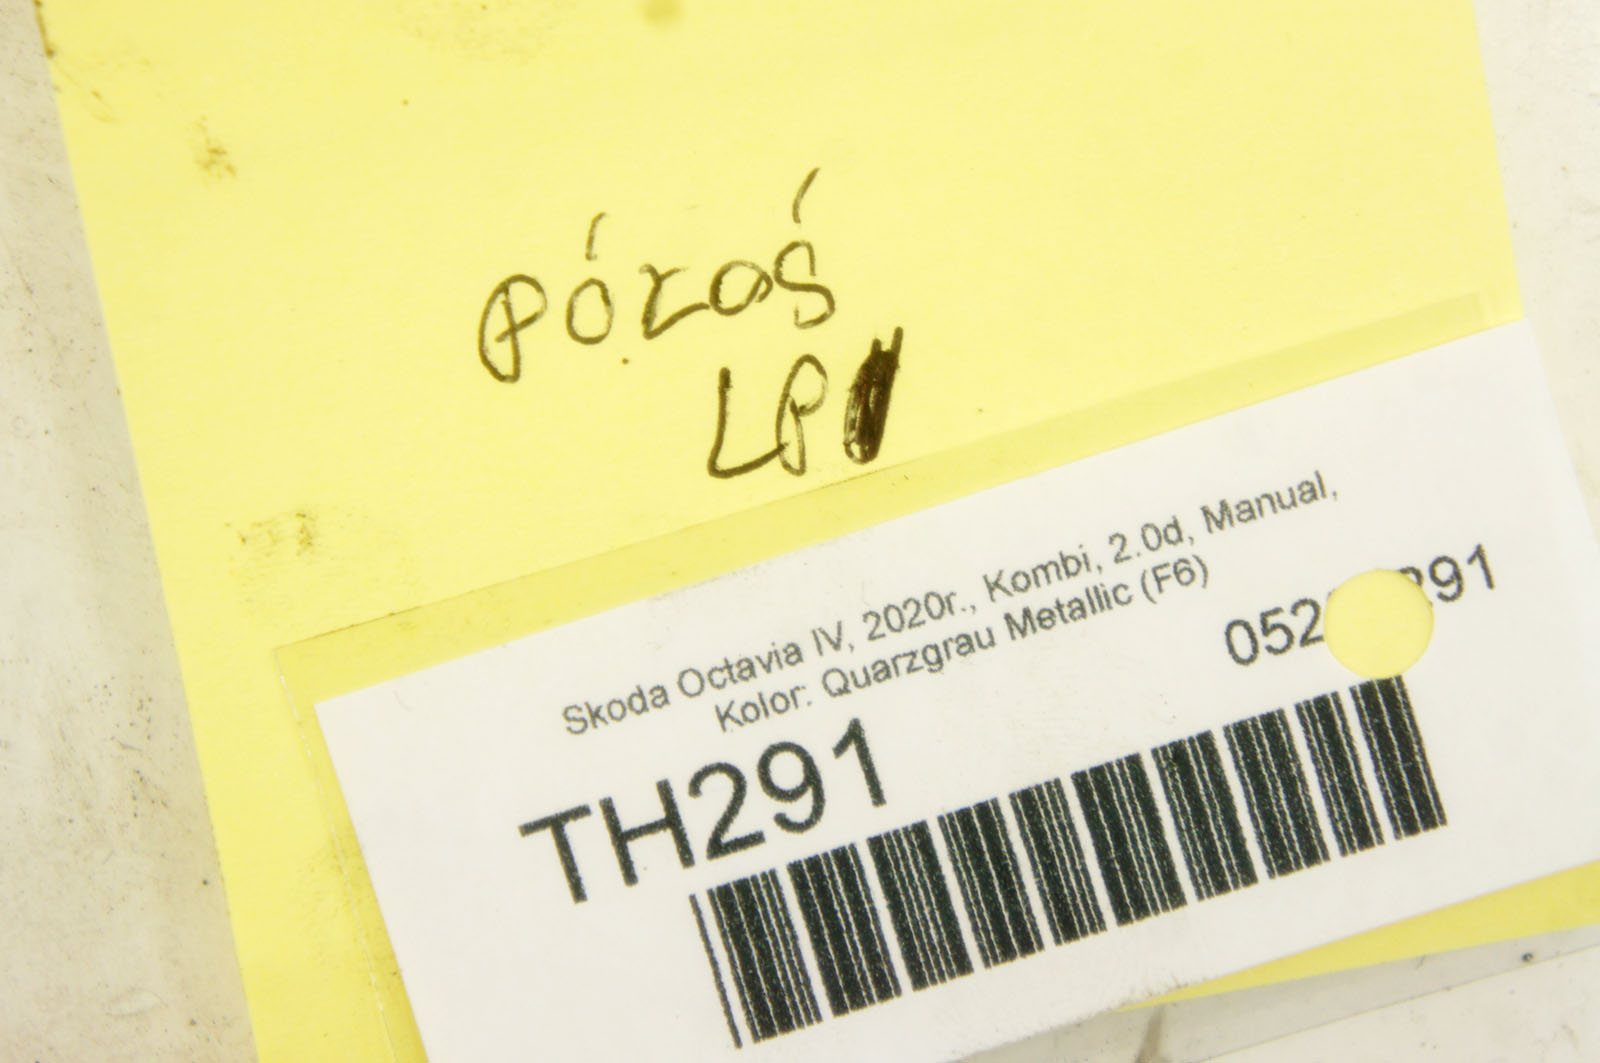 półoś
LP
Skoda Octavia IV, 2020r., Kombi, 2.0d, Manual,
Kolor: Quarzgrau Metallic (F6)
TH291